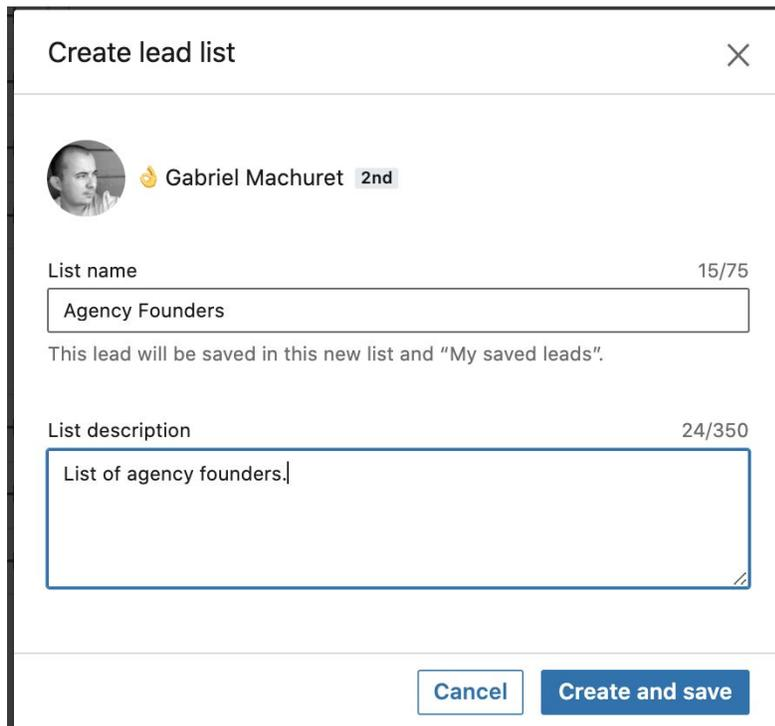 Create lead list
👌 Gabriel Machuret 2nd
List name 15/75
Agency Founders
This lead will be saved in this new list and “My saved leads”.
List description 24/350
List of agency founders.
Cancel Create and save